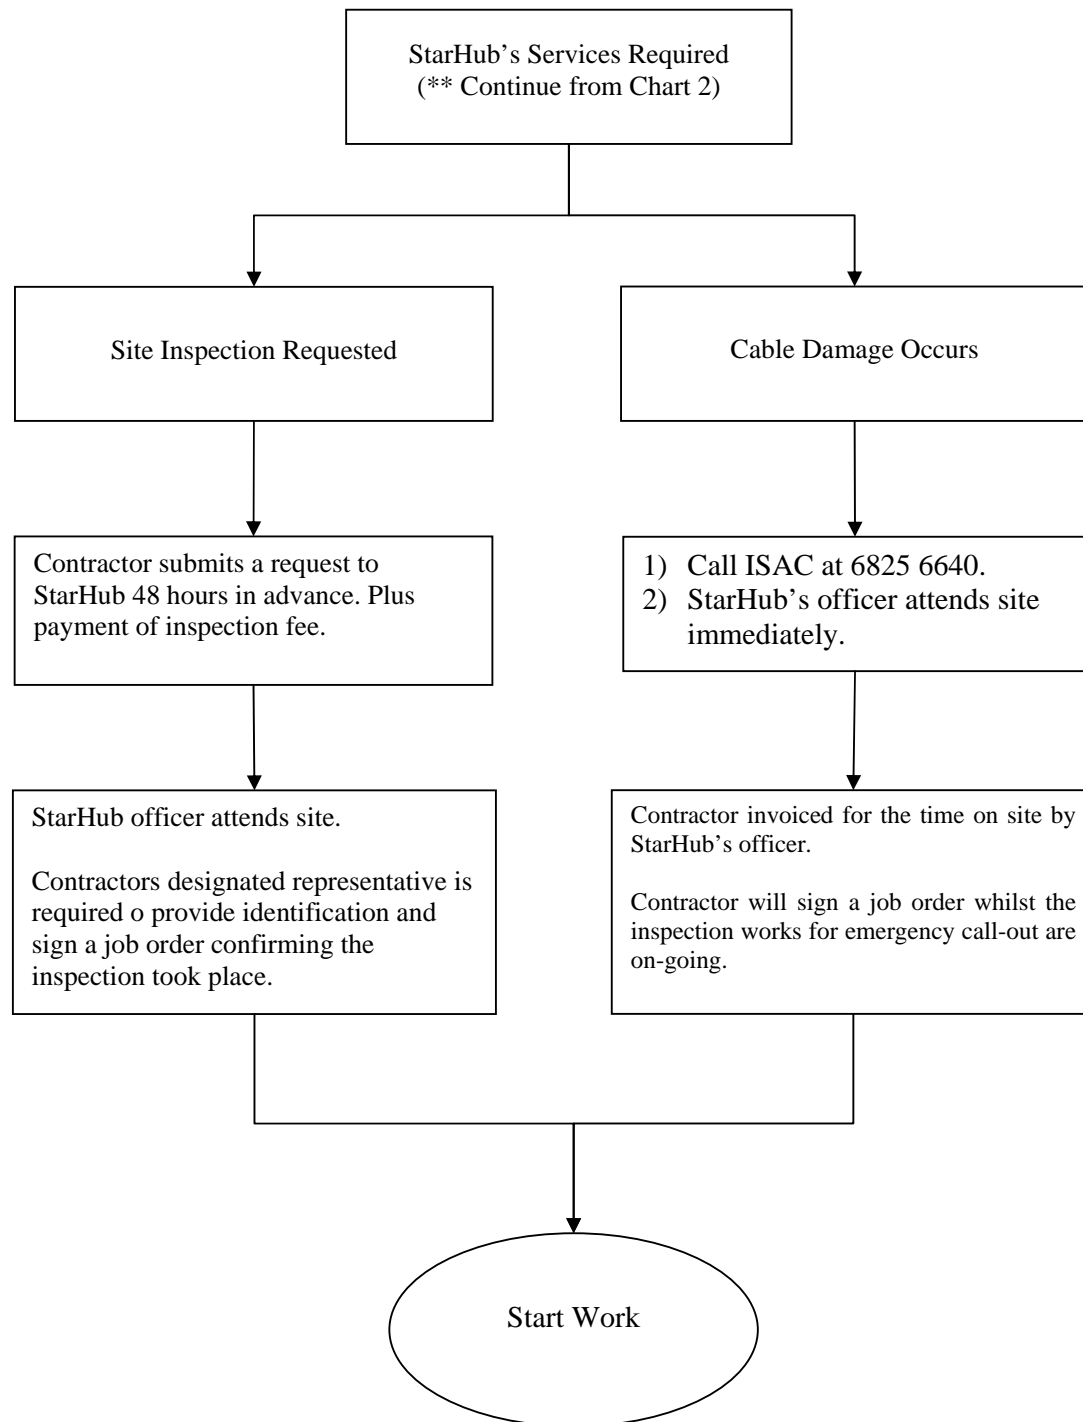 StarHub’s Services Required
(** Continue from Chart 2)
Site Inspection Requested
Cable Damage Occurs
Contractor submits a request to
StarHub 48 hours in advance. Plus
payment of inspection fee.
1) Call ISAC at 6825 6640.
2) StarHub’s officer attends site
immediately.
StarHub officer attends site.
Contractors designated representative is
required o provide identification and
sign a job order confirming the
inspection took place.
Contractor invoiced for the time on site by
StarHub’s officer.
Contractor will sign a job order whilst the
inspection works for emergency call-out are
on-going.
Start Work